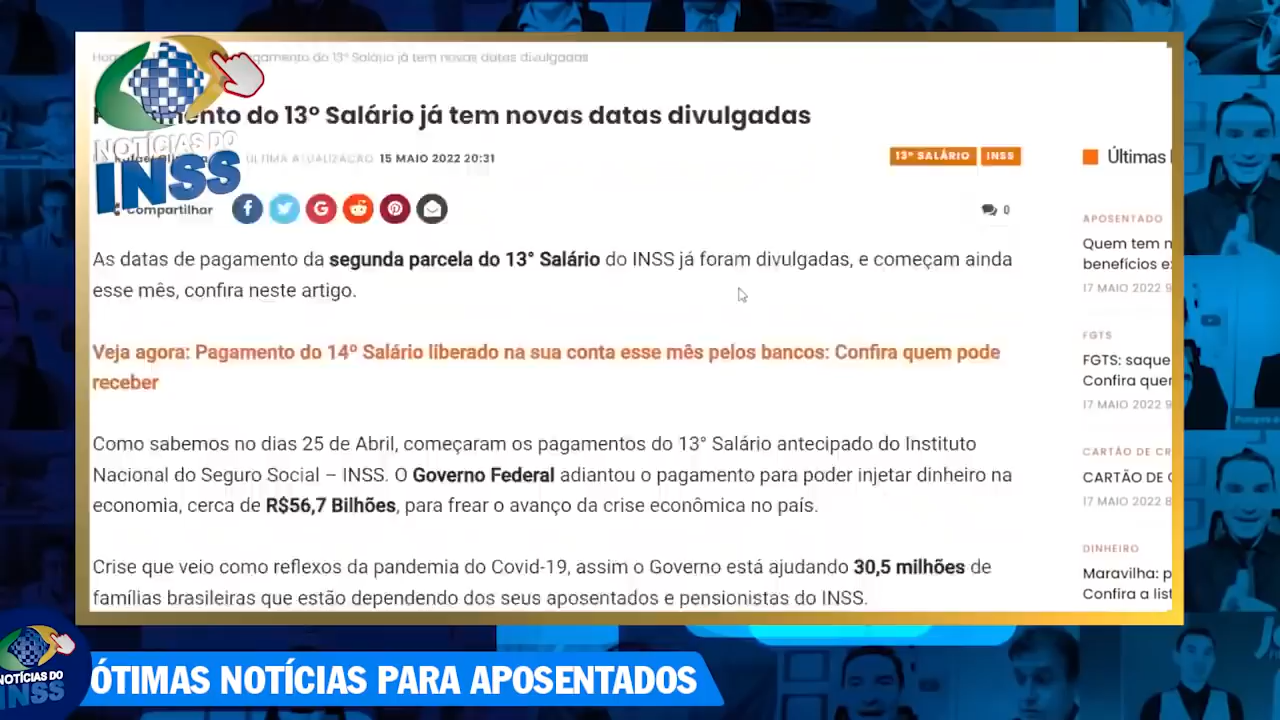 gamento do 13º Salário já tem novas datas divulgadas
nto do 13º Salário já tem novas datas divulgadas
NOTÍCIAS DO
INSS
ÚLTIMA ATUALIZAÇÃO 15 MAIO 2022 20:31
13º SALÁRIO INSS
Compartilhar
0
As datas de pagamento da segunda parcela do 13° Salário do INSS já foram divulgadas, e começam ainda
esse mês, confira neste artigo.
Veja agora: Pagamento do 14º Salário liberado na sua conta esse mês pelos bancos: Confira quem pode
receber
Como sabemos no dias 25 de Abril, começaram os pagamentos do 13° Salário antecipado do Instituto
Nacional do Seguro Social – INSS. O Governo Federal adiantou o pagamento para poder injetar dinheiro na
economia, cerca de R$56,7 Bilhões, para frear o avanço da crise econômica no país.
Crise que veio como reflexos da pandemia do Covid-19, assim o Governo está ajudando 30,5 milhões de
famílias brasileiras que estão dependendo dos seus aposentados e pensionistas do INSS.
Últimas
APOSENTADO
Quem tem
benefícios
17 MAIO 2022 9
FGTS
FGTS: saque
Confira quer
17 MAIO 2022 9
CARTÃO DE CR
CARTÃO DE
17 MAIO 2022 8
DINHEIRO
Maravilha: p
Confira a list
NOTÍCIAS DO
INSS
ÓTIMAS NOTÍCIAS PARA APOSENTADOS